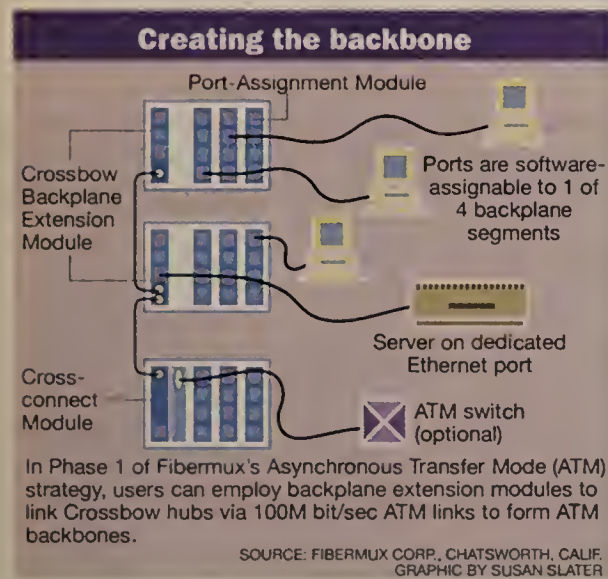 Creating the backbone
Port-Assignment Module
Crossbow
Backplane
Extension
Module
Ports are software-
assignable to 1 of
4 backplane
segments
Server on dedicated
Ethernet port
Cross-
connect
Module
ATM switch
(optional)
In Phase 1 of Fibermux's Asynchronous Transfer Mode (ATM)
strategy, users can employ backplane extension modules to
link Crossbow hubs via 100M bit/sec ATM links to form ATM
backbones.
SOURCE: FIBERMUX CORP., CHATSWORTH, CALIF.
GRAPHIC BY SUSAN SLATER